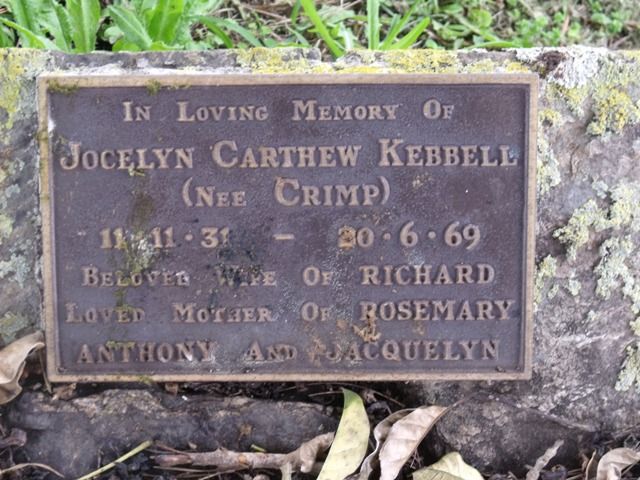 In Loving Memory Of
Jocelyn Carthew Kebbell
(Nee Crimp)
11·11·31 – 20·6·69
Beloved Wife Of RICHARD
Loved Mother Of ROSEMARY
ANTHONY And JACQUELYN